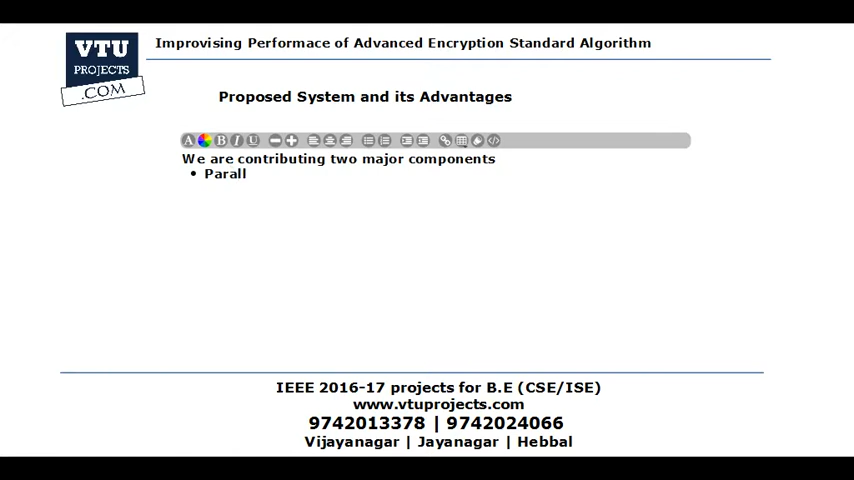 VTU
PROJECTS
.COM
Improvising Performace of Advanced Encryption Standard Algorithm
Proposed System and its Advantages
A B I U
We are contributing two major components
• Parall
IEEE 2016-17 projects for B.E (CSE/ISE)
www.vtuprojects.com
9742013378 | 9742024066
Vijayanagar | Jayanagar | Hebbal